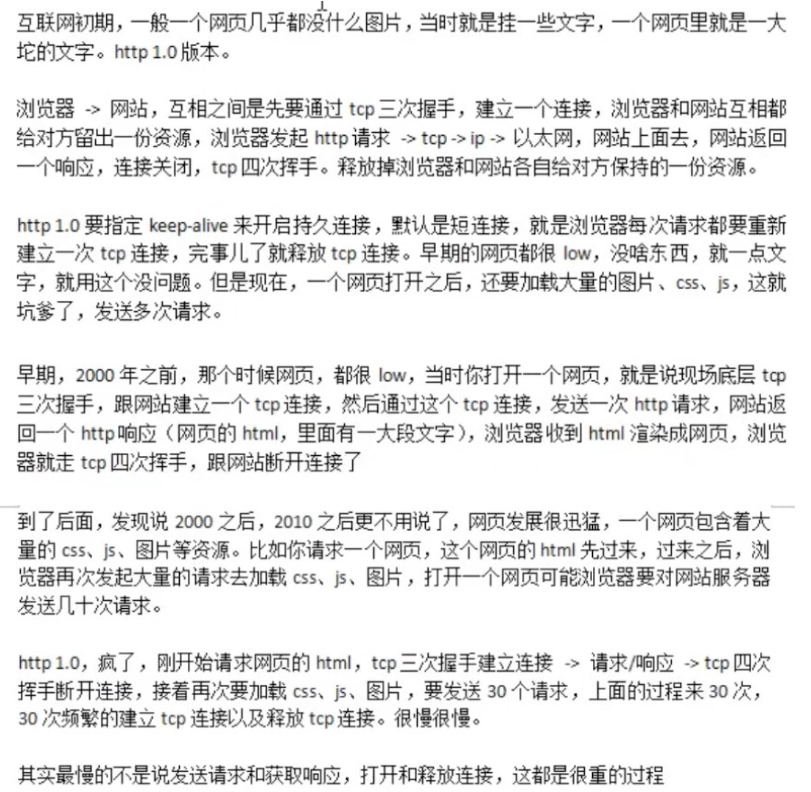 互联网初期，一般一个网页几乎都没什么图片，当时就是挂一些文字，一个网页里就是一大
坨的文字。http 1.0 版本。
浏览器 -> 网站，互相之间是先要通过 tcp 三次握手，建立一个连接，浏览器和网站互相都
给对方留出一份资源，浏览器发起 http 请求 -> tcp -> ip -> 以太网，网站上面去，网站返回
一个响应，连接关闭，tcp 四次挥手。释放掉浏览器和网站各自给对方保持的一份资源。
http 1.0 要指定 keep-alive 来开启持久连接，默认是短连接，就是浏览器每次请求都要重新
建立一次 tcp 连接，完事儿了就释放 tcp 连接。早期的网页都很 low，没啥东西，就一点文
字，就用这个没问题。但是现在，一个网页打开之后，还要加载大量的图片、css、js，这就
坑爹了，发送多次请求。
早期，2000 年之前，那个时候网页，都很 low，当时你打开一个网页，就是说现场底层 tcp
三次握手，跟网站建立一个 tcp 连接，然后通过这个 tcp 连接，发送一次 http 请求，网站返
回一个 http 响应（网页的 html，里面有一大段文字），浏览器收到 html 渲染成网页，浏览
器就走 tcp 四次挥手，跟网站断开连接了
到了后面，发现说 2000 之后，2010 之后更不用说了，网页发展很迅猛，一个网页包含着大
量的 css、js、图片等资源。比如你请求一个网页，这个网页的 html 先过来，过来之后，浏
览器再次发起大量的请求去加载 css、js、图片，打开一个网页可能浏览器要对网站服务器
发送几十次请求。
http 1.0，疯了，刚开始请求网页的 html，tcp 三次握手建立连接 -> 请求/响应 -> tcp 四次
挥手断开连接，接着再次要加载 css、js、图片，要发送 30 个请求，上面的过程来 30 次，
30 次频繁的建立 tcp 连接以及释放 tcp 连接。很慢很慢。
其实最慢的不是说发送请求和获取响应，打开和释放连接，这都是很重的过程